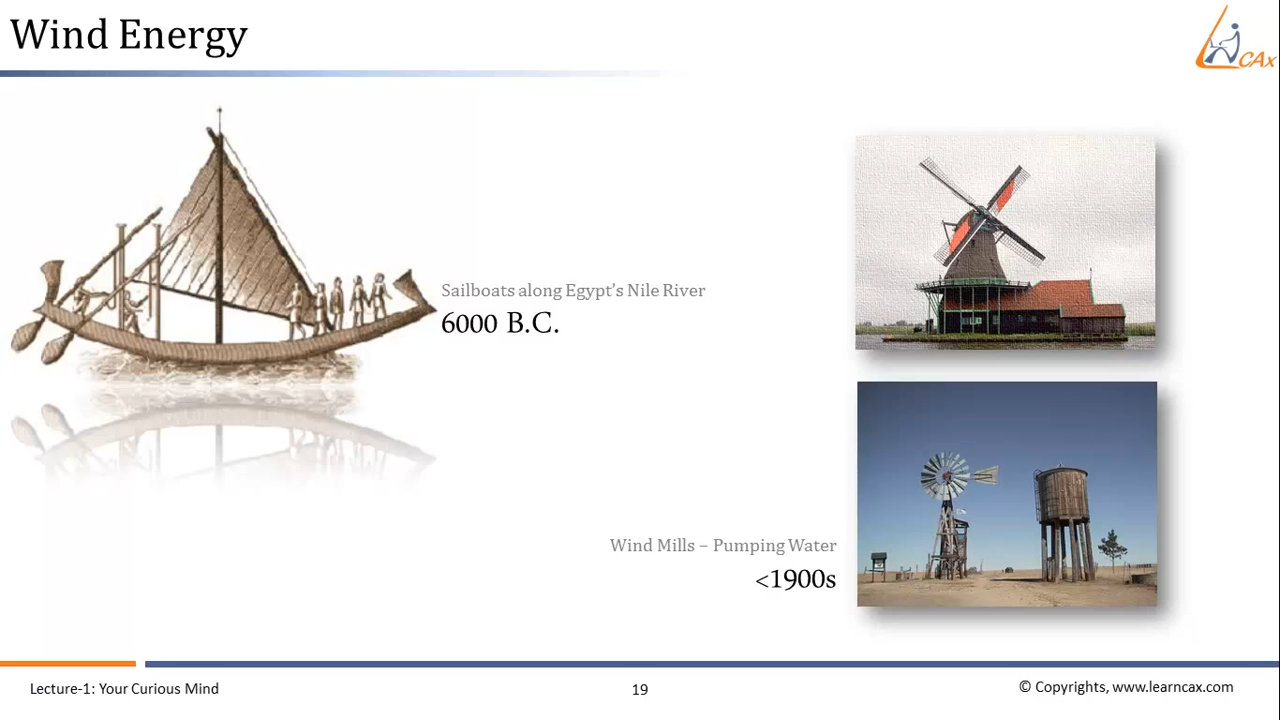 Wind Energy
CAx
Sailboats along Egypt’s Nile River
6000 B.C.
Wind Mills – Pumping Water
<1900s
Lecture-1: Your Curious Mind
19
© Copyrights, www.learncax.com